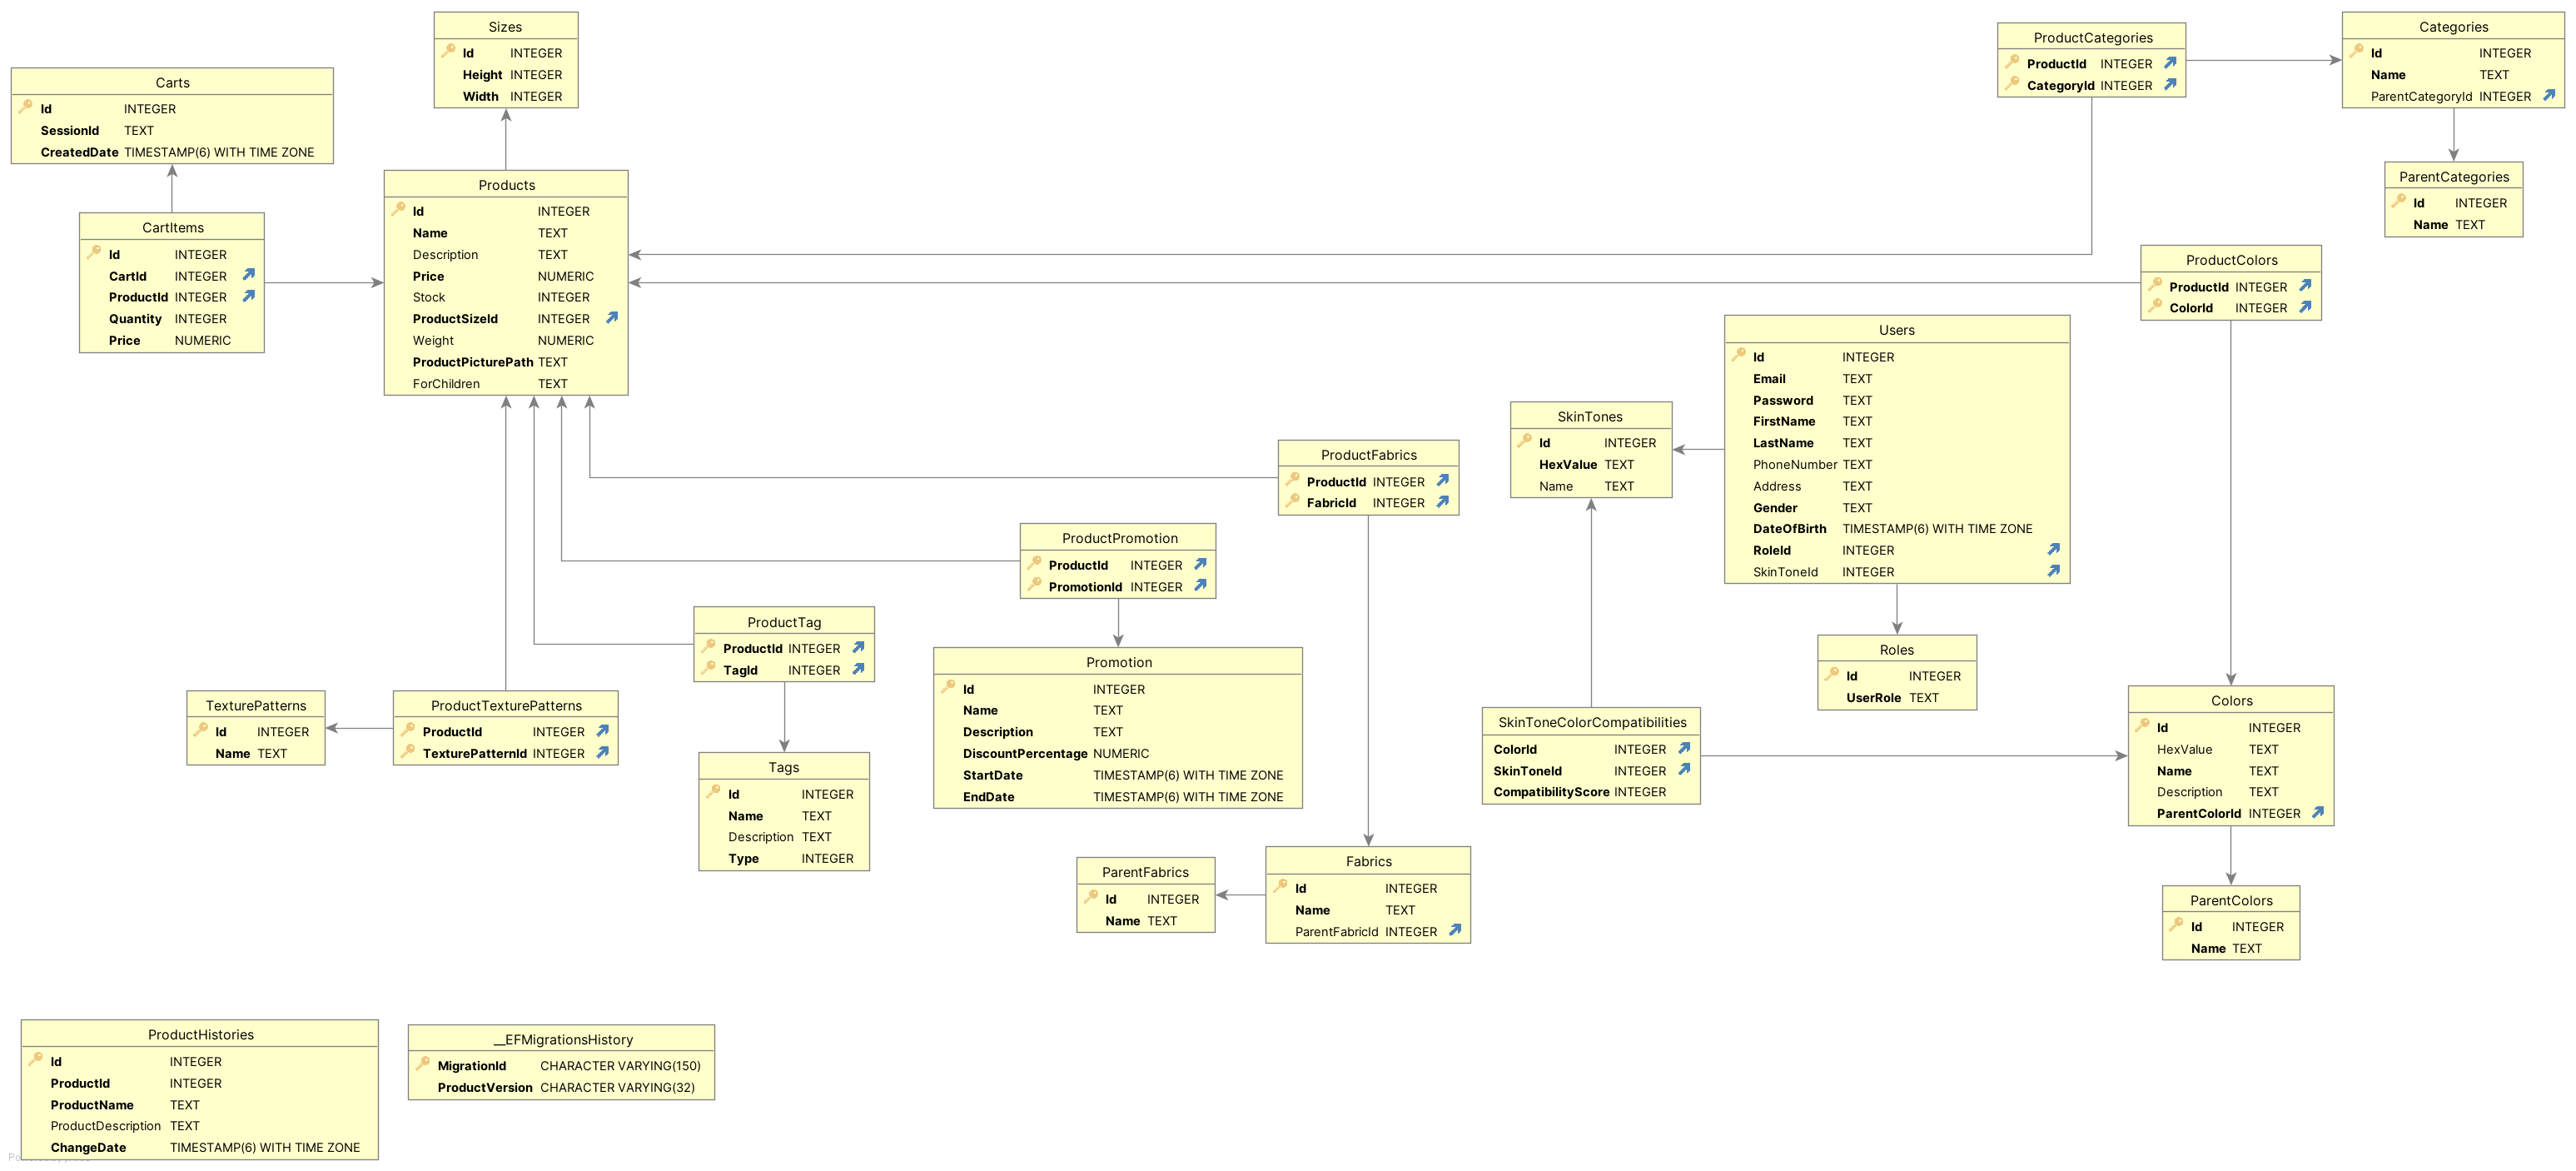 Sizes
Id INTEGER
Height INTEGER
Width INTEGER
Carts
Id INTEGER
SessionId TEXT
CreatedDate TIMESTAMP(6) WITH TIME ZONE
CartItems
Id INTEGER
CartId INTEGER
ProductId INTEGER
Quantity INTEGER
Price NUMERIC
Products
Id INTEGER
Name TEXT
Description TEXT
Price NUMERIC
Stock INTEGER
ProductSizeId INTEGER
Weight NUMERIC
ProductPicturePath TEXT
ForChildren TEXT
ProductCategories
ProductId INTEGER
CategoryId INTEGER
Categories
Id INTEGER
Name TEXT
ParentCategoryId INTEGER
ParentCategories
Id INTEGER
Name TEXT
ProductColors
ProductId INTEGER
ColorId INTEGER
Users
Id INTEGER
Email TEXT
Password TEXT
FirstName TEXT
LastName TEXT
PhoneNumber TEXT
Address TEXT
Gender TEXT
DateOfBirth TIMESTAMP(6) WITH TIME ZONE
RoleId INTEGER
SkinToneId INTEGER
SkinTones
Id INTEGER
HexValue TEXT
Name TEXT
ProductFabrics
ProductId INTEGER
FabricId INTEGER
ProductPromotion
ProductId INTEGER
PromotionId INTEGER
ProductTag
ProductId INTEGER
TagId INTEGER
Promotion
Id INTEGER
Name TEXT
Description TEXT
DiscountPercentage NUMERIC
StartDate TIMESTAMP(6) WITH TIME ZONE
EndDate TIMESTAMP(6) WITH TIME ZONE
Roles
Id INTEGER
UserRole TEXT
TexturePatterns
Id INTEGER
Name TEXT
ProductTexturePatterns
ProductId INTEGER
TexturePatternId INTEGER
Tags
Id INTEGER
Name TEXT
Description TEXT
Type INTEGER
SkinToneColorCompatibilities
ColorId INTEGER
SkinToneId INTEGER
CompatibilityScore INTEGER
Colors
Id INTEGER
HexValue TEXT
Name TEXT
Description TEXT
ParentColorId INTEGER
ParentFabrics
Id INTEGER
Name TEXT
Fabrics
Id INTEGER
Name TEXT
ParentFabricId INTEGER
ParentColors
Id INTEGER
Name TEXT
ProductHistories
Id INTEGER
ProductId INTEGER
ProductName TEXT
ProductDescription TEXT
ChangeDate TIMESTAMP(6) WITH TIME ZONE
__EFMigrationsHistory
MigrationId CHARACTER VARYING(150)
ProductVersion CHARACTER VARYING(32)